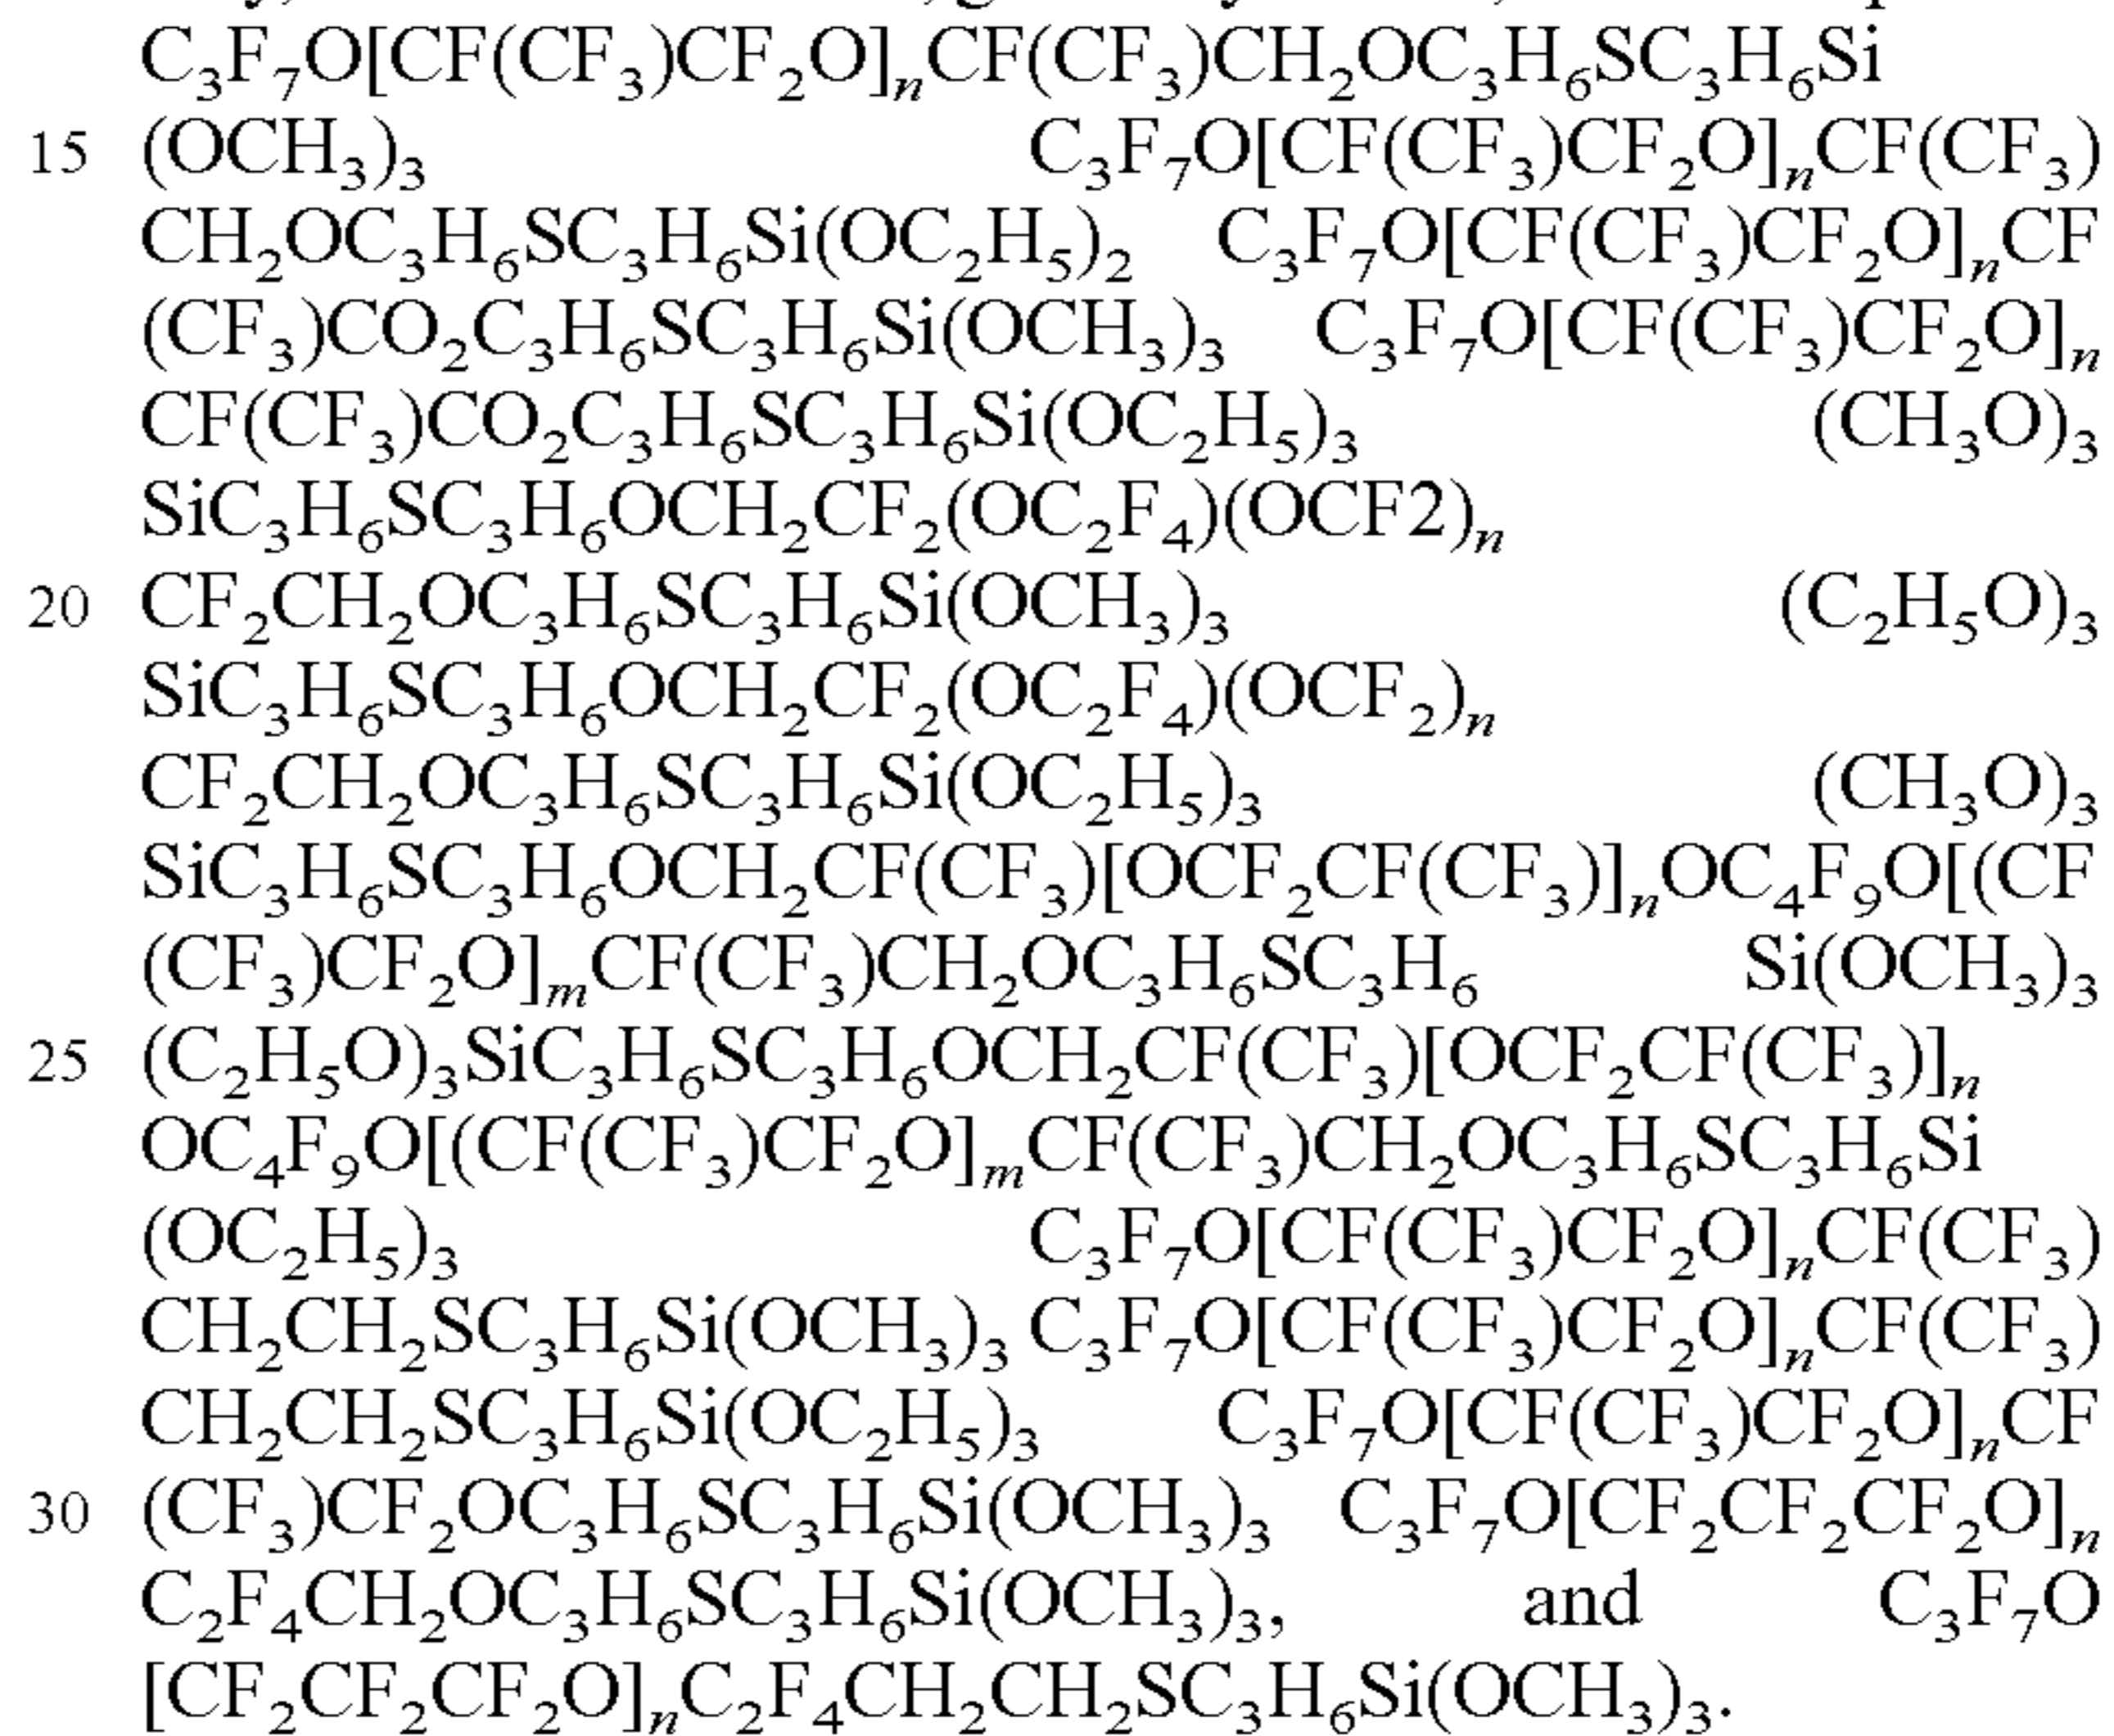 C₃F₇O[CF(CF₃)CF₂O]ₙCF(CF₃)CH₂OC₃H₆SC₃H₆Si
15 (OCH₃)₃ C₃F₇O[CF(CF₃)CF₂O]ₙCF(CF₃)
CH₂OC₃H₆SC₃H₆Si(OC₂H₅)₂ C₃F₇O[CF(CF₃)CF₂O]ₙCF
(CF₃)CO₂C₃H₆SC₃H₆Si(OCH₃)₃ C₃F₇O[CF(CF₃)CF₂O]ₙ
CF(CF₃)CO₂C₃H₆SC₃H₆Si(OC₂H₅)₃ (CH₃O)₃
SiC₃H₆SC₃H₆OCH₂CF₂(OC₂F₄)(OCF2)ₙ
20 CF₂CH₂OC₃H₆SC₃H₆Si(OCH₃)₃ (C₂H₅O)₃
SiC₃H₆SC₃H₆OCH₂CF₂(OC₂F₄)(OCF₂)ₙ
CF₂CH₂OC₃H₆SC₃H₆Si(OC₂H₅)₃ (CH₃O)₃
SiC₃H₆SC₃H₆OCH₂CF(CF₃)[OCF₂CF(CF₃)]ₙOC₄F₉O[(CF
(CF₃)CF₂O]ₘCF(CF₃)CH₂OC₃H₆SC₃H₆ Si(OCH₃)₃
25 (C₂H₅O)₃SiC₃H₆SC₃H₆OCH₂CF(CF₃)[OCF₂CF(CF₃)]ₙ
OC₄F₉O[(CF(CF₃)CF₂O]ₘCF(CF₃)CH₂OC₃H₆SC₃H₆Si
(OC₂H₅)₃ C₃F₇O[CF(CF₃)CF₂O]ₙCF(CF₃)
CH₂CH₂SC₃H₆Si(OCH₃)₃ C₃F₇O[CF(CF₃)CF₂O]ₙCF(CF₃)
CH₂CH₂SC₃H₆Si(OC₂H₅)₃ C₃F₇O[CF(CF₃)CF₂O]ₙCF
30 (CF₃)CF₂OC₃H₆SC₃H₆Si(OCH₃)₃ C₃F₇O[CF₂CF₂CF₂O]ₙ
C₂F₄CH₂OC₃H₆SC₃H₆Si(OCH₃)₃, and C₃F₇O
[CF₂CF₂CF₂O]ₙC₂F₄CH₂CH₂SC₃H₆Si(OCH₃)₃.